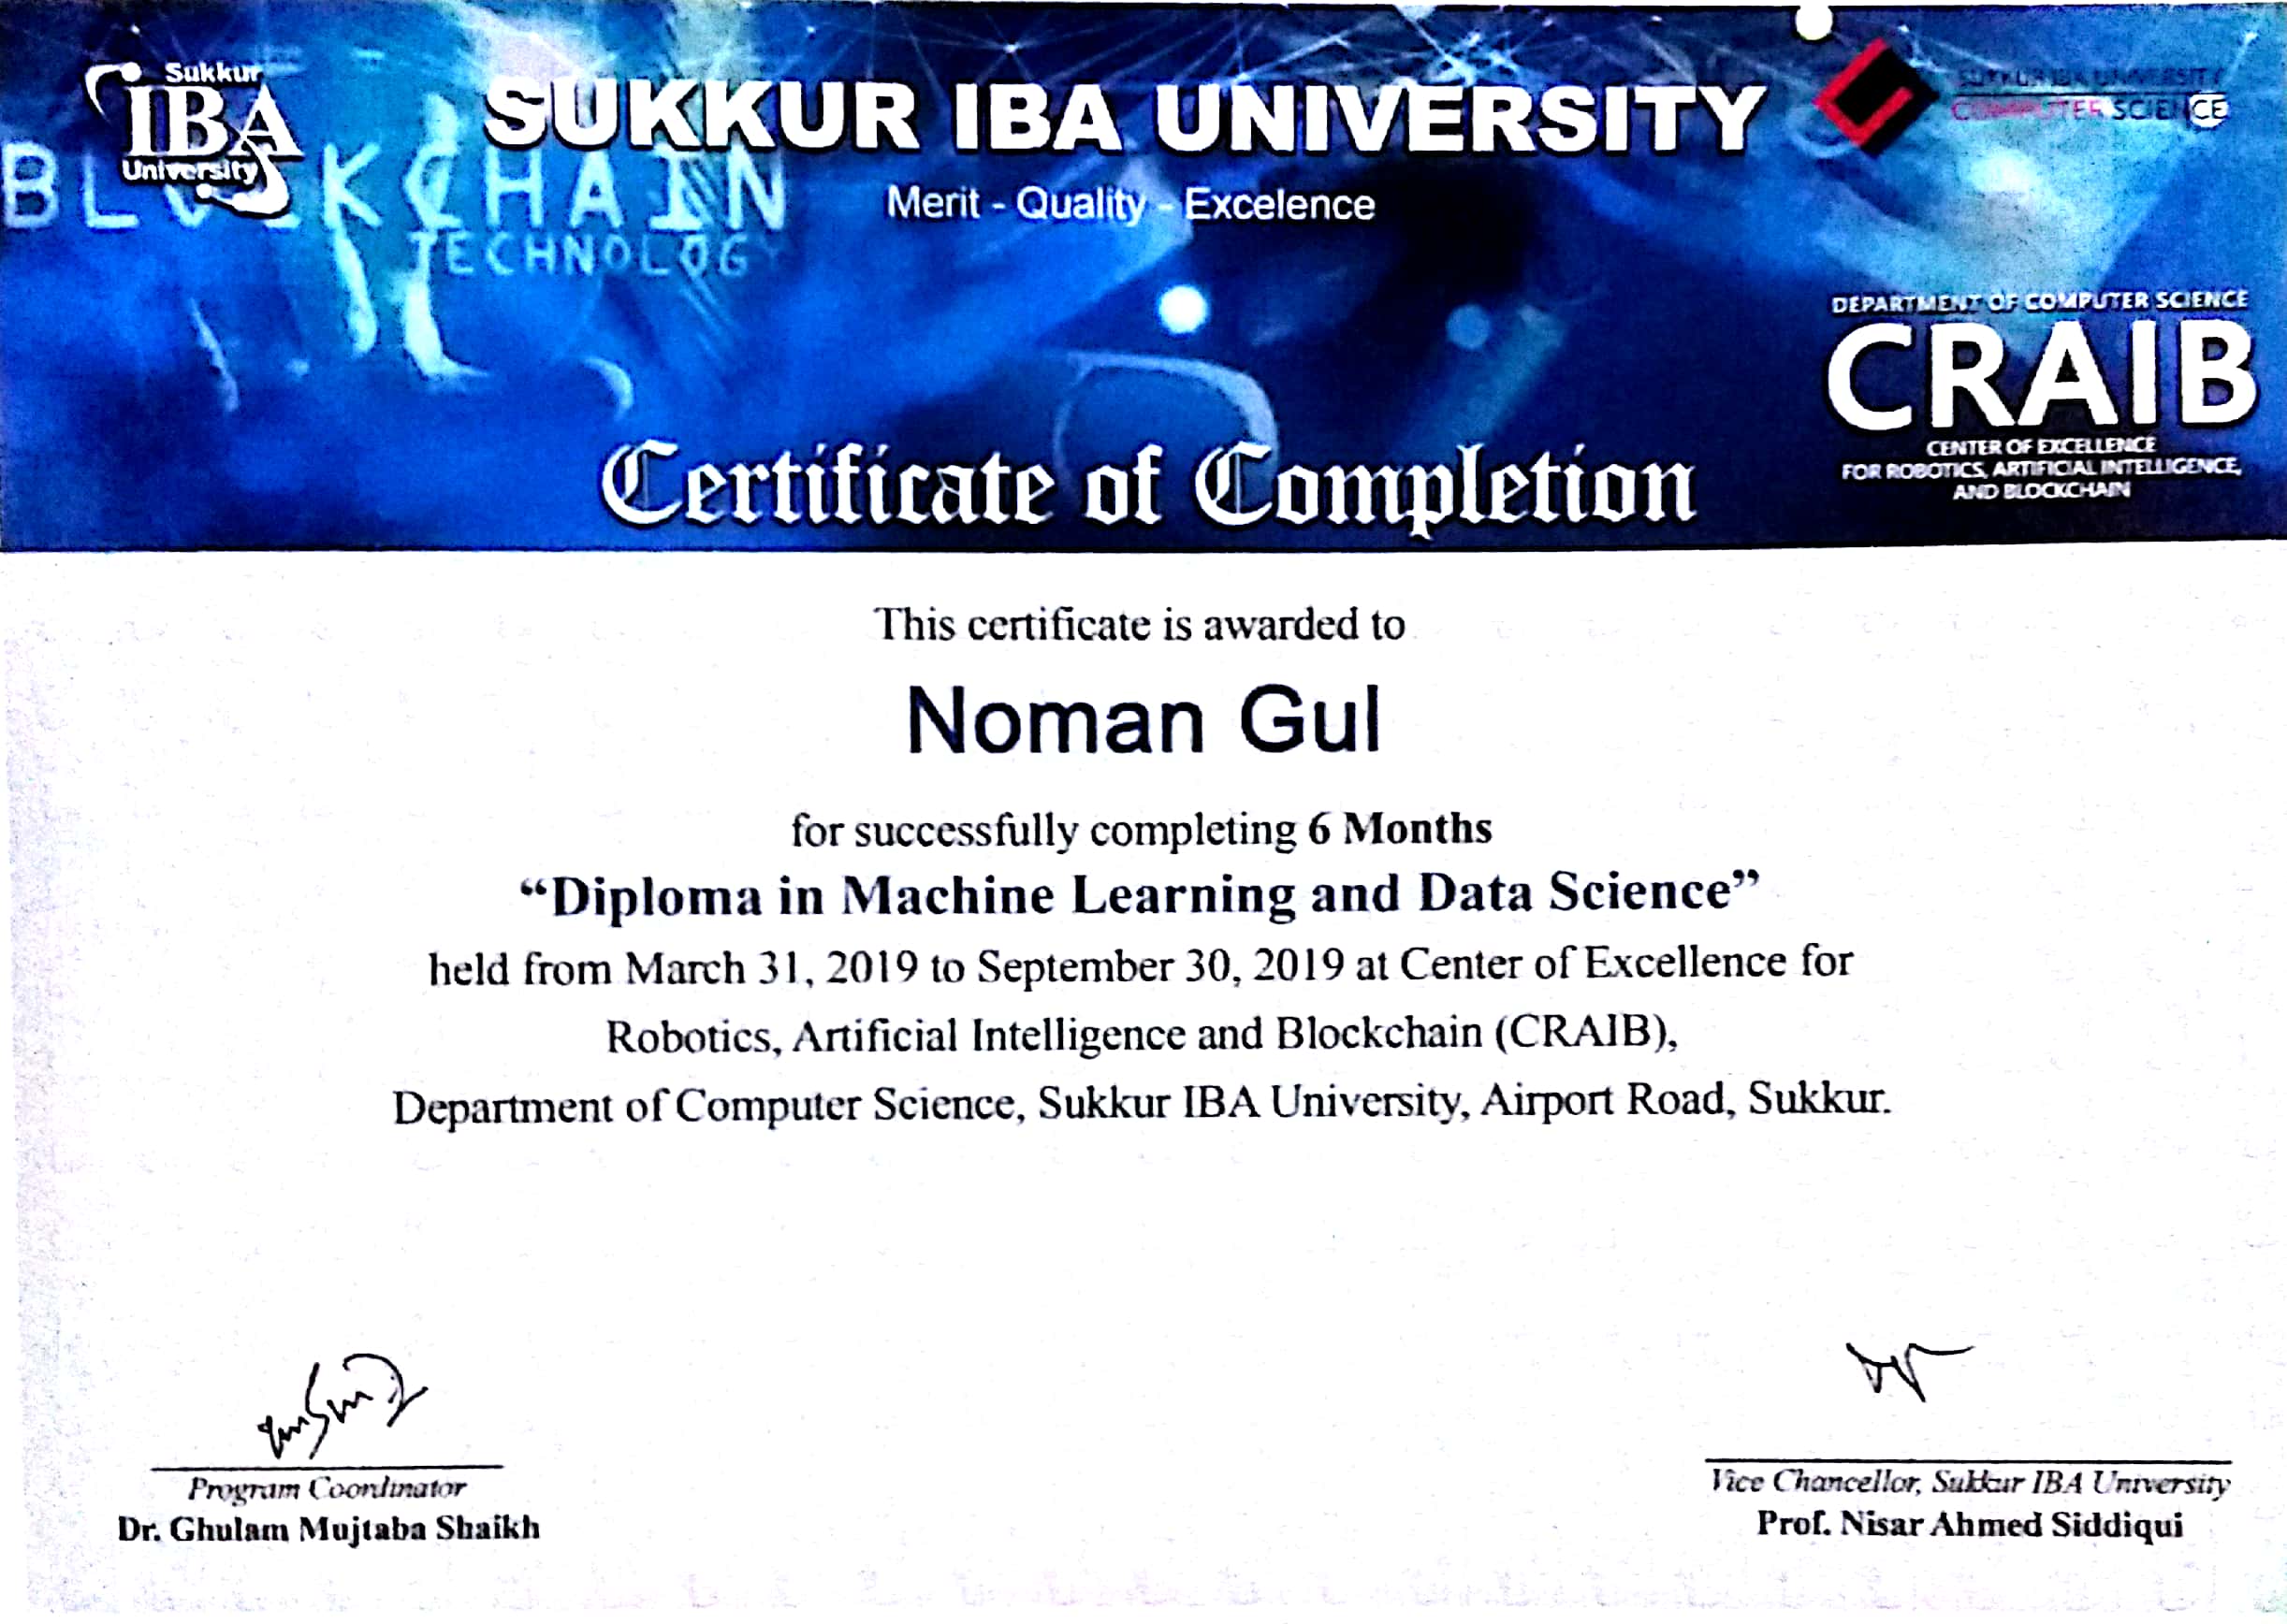 Sukkur
IBA
University
SUKKUR IBA UNIVERSITY
Merit - Quality - Excelence
SUKKUR IBA UNIVERSITY
COMPUTER SCIENCE
BLOCKCHAIN
TECHNOLOGY
DEPARTMENT OF COMPUTER SCIENCE
CRAIB
CENTER OF EXCELLENCE
FOR ROBOTICS, ARTIFICIAL INTELLIGENCE,
AND BLOCKCHAIN
Certificate of Completion
This certificate is awarded to
Noman Gul
for successfully completing 6 Months
“Diploma in Machine Learning and Data Science”
held from March 31, 2019 to September 30, 2019 at Center of Excellence for
Robotics, Artificial Intelligence and Blockchain (CRAIB),
Department of Computer Science, Sukkur IBA University, Airport Road, Sukkur.
Program Coordinator
Dr. Ghulam Mujtaba Shaikh
Vice Chancellor, Sukkur IBA University
Prof. Nisar Ahmed Siddiqui